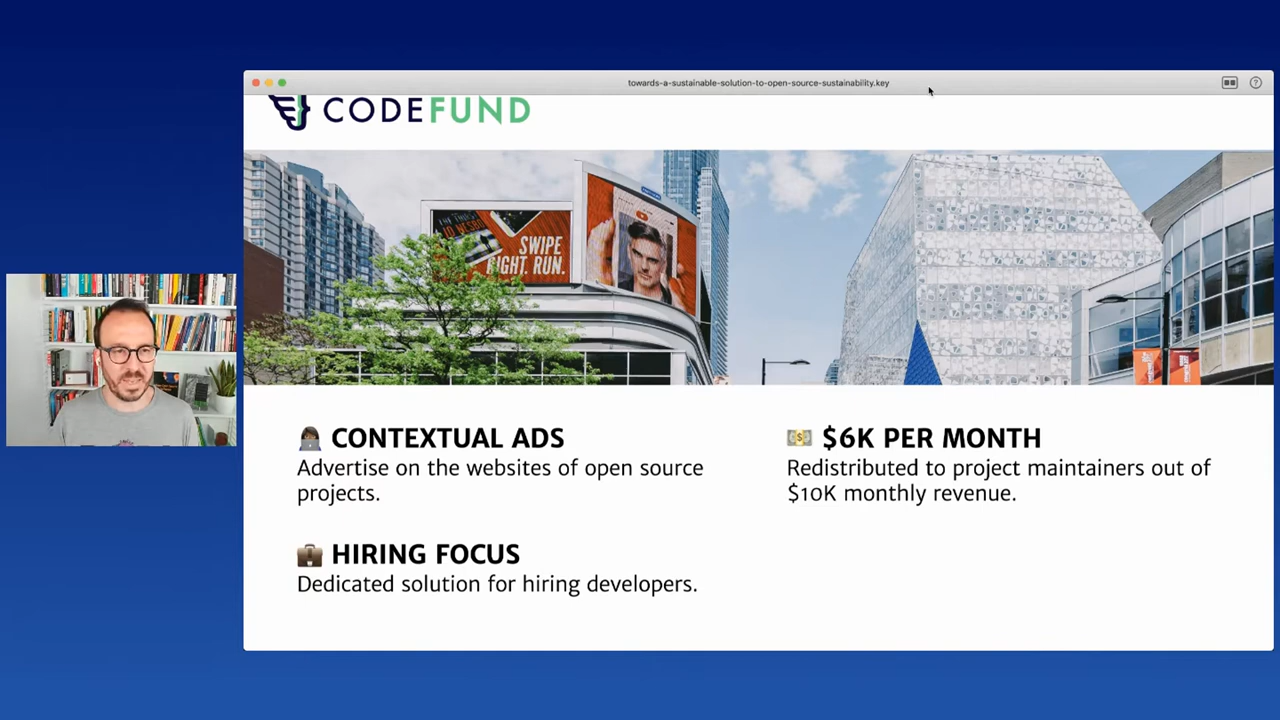 towards-a-sustainable-solution-to-open-source-sustainability.key
CODEFUND
SWIPE
RIGHT. RUN.
CONTEXTUAL ADS
Advertise on the websites of open source
projects.
$6K PER MONTH
Redistributed to project maintainers out of
$10K monthly revenue.
HIRING FOCUS
Dedicated solution for hiring developers.